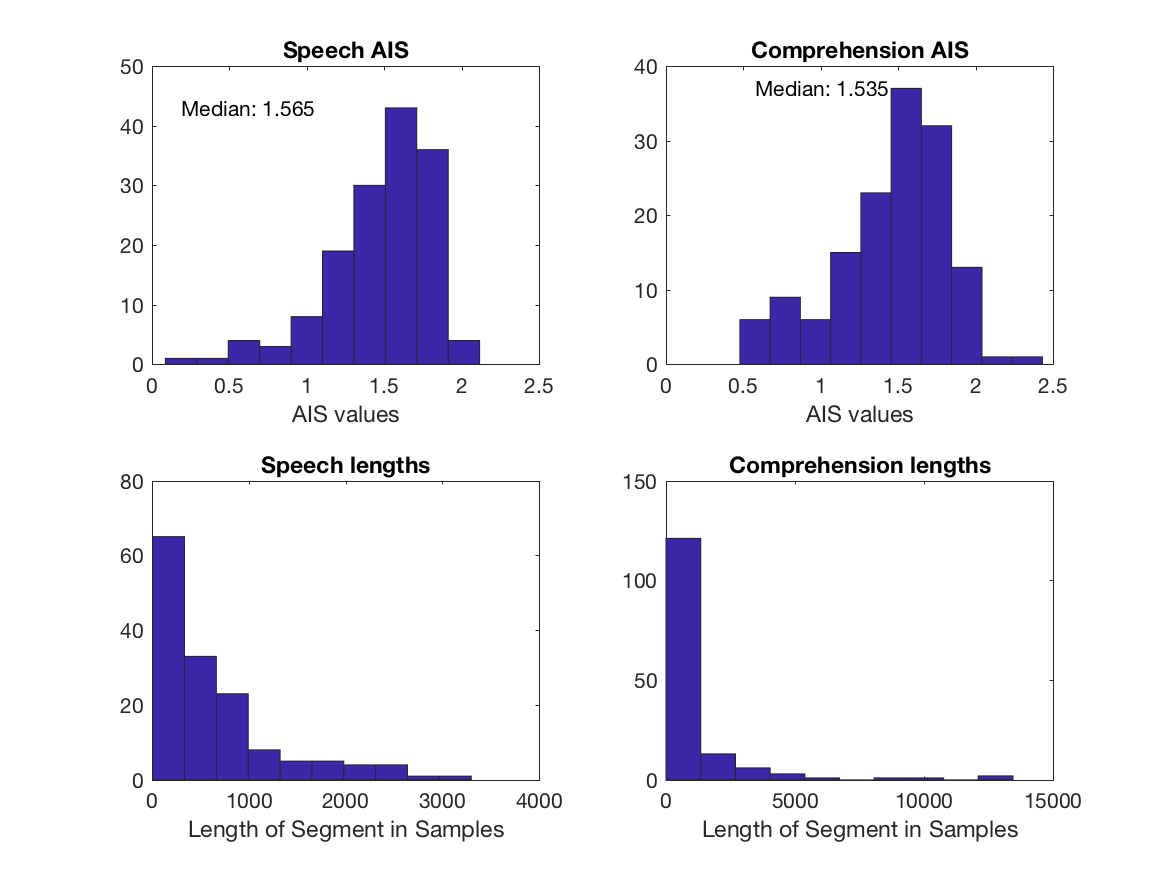 Speech AIS
Median: 1.565
50
40
30
20
10
0
0 0.5 1 1.5 2 2.5
AIS values
Comprehension AIS
Median: 1.535
40
30
20
10
0
0 0.5 1 1.5 2 2.5
AIS values
Speech lengths
80
60
40
20
0
0 1000 2000 3000 4000
Length of Segment in Samples
Comprehension lengths
150
100
50
0
0 5000 10000 15000
Length of Segment in Samples